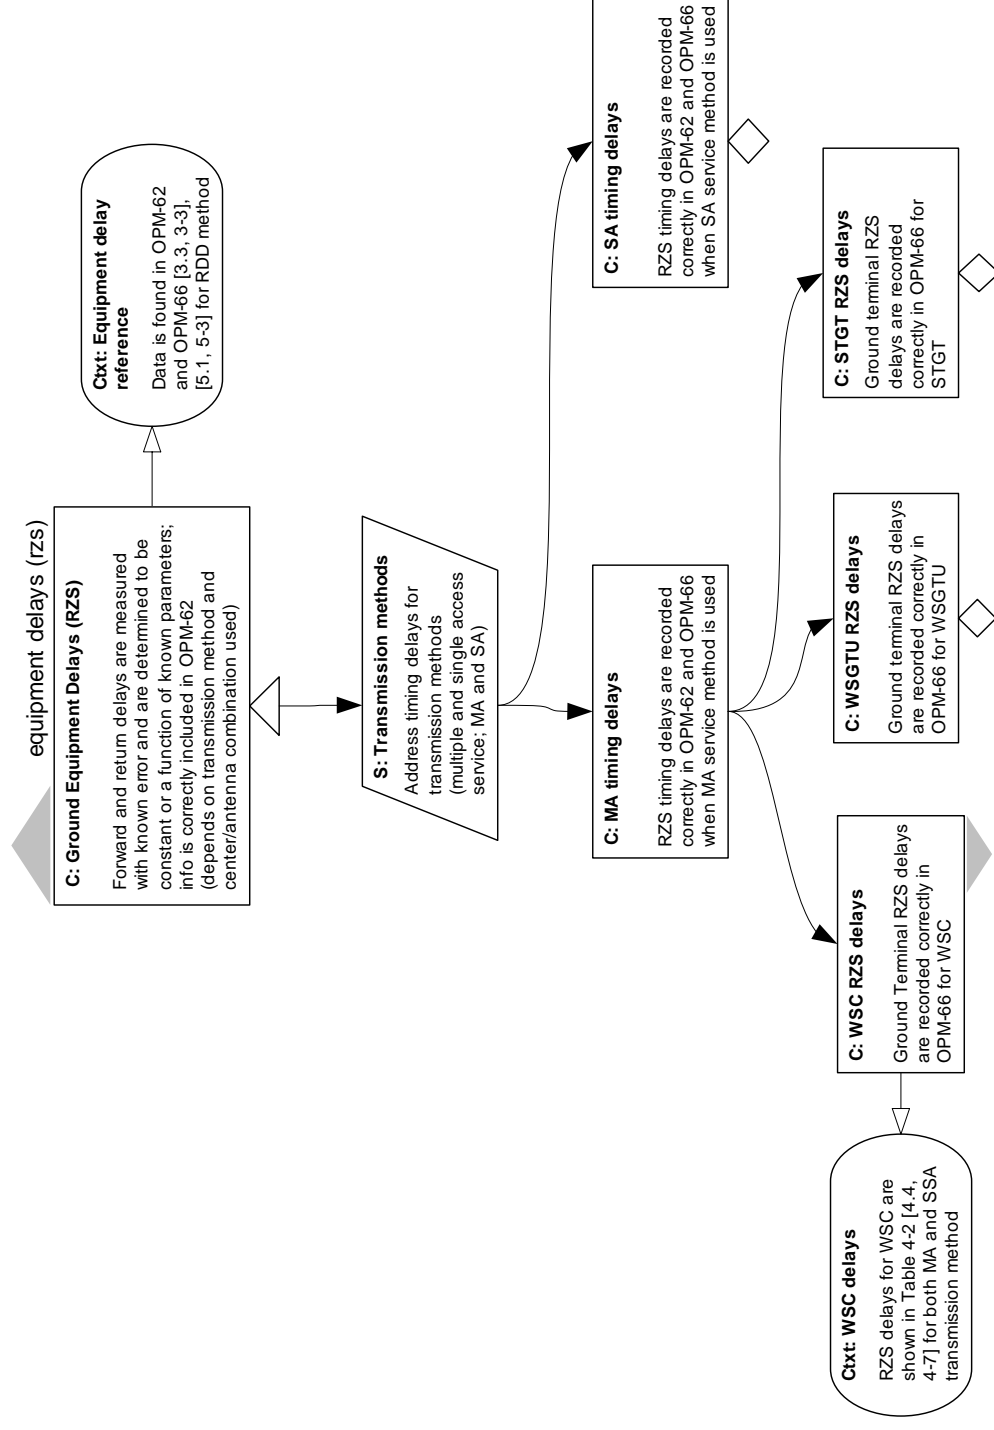 equipment delays (rzs)
C: Ground Equipment Delays (RZS)
Forward and return delays are measured
with known error and are determined to be
constant or a function of known parameters;
info is correctly included in OPM-62
(depends on transmission method and
center/antenna combination used)
Ctxt: Equipment delay
reference
Data is found in OPM-62
and OPM-66 [3.3, 3-3],
[5.1, 5-3] for RDD method
S: Transmission methods
Address timing delays for
transmission methods
(multiple and single access
service; MA and SA)
C: MA timing delays
RZS timing delays are recorded
correctly in OPM-62 and OPM-66
when MA service method is used
C: SA timing delays
RZS timing delays are recorded
correctly in OPM-62 and OPM-66
when SA service method is used
Ctxt: WSC delays
RZS delays for WSC are
shown in Table 4-2 [4.4,
4-7] for both MA and SSA
transmission method
C: WSC RZS delays
Ground Terminal RZS delays
are recorded correctly in
OPM-66 for WSC
C: WSGTU RZS delays
Ground terminal RZS delays
are recorded correctly in
OPM-66 for WSGTU
C: STGT RZS delays
Ground terminal RZS
delays are recorded
correctly in OPM-66 for
STGT